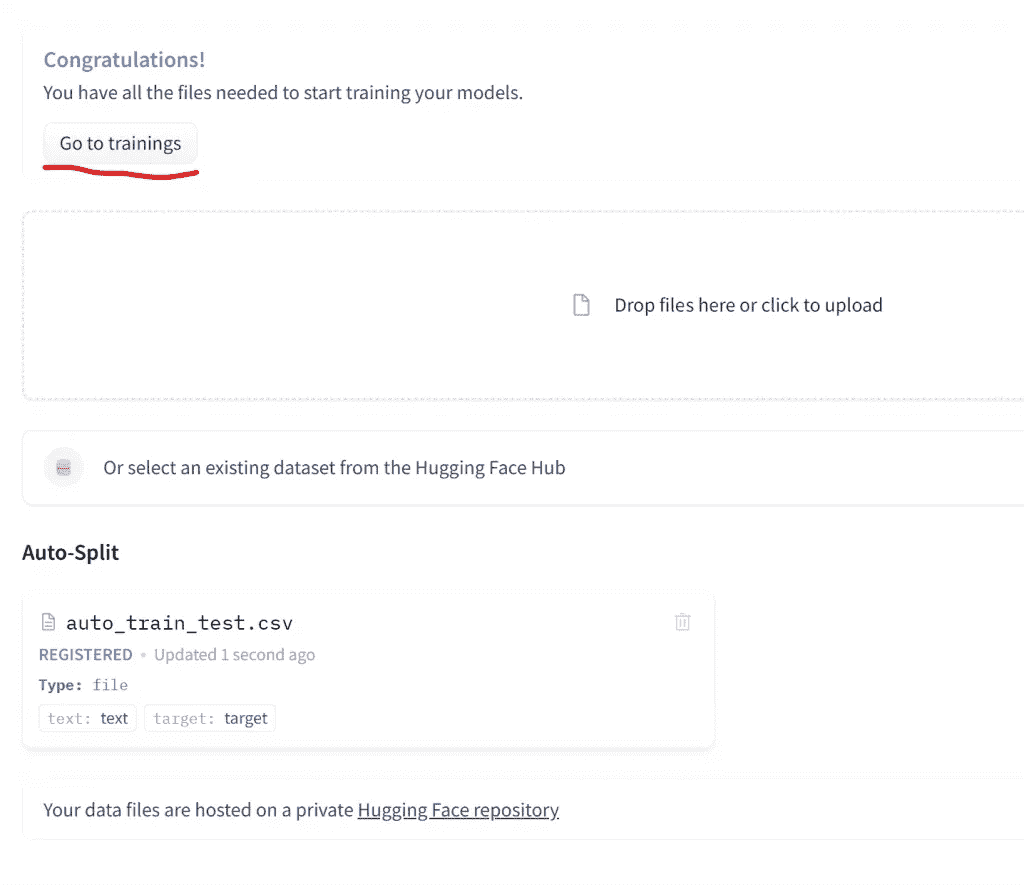 Congratulations!
You have all the files needed to start training your models.
Go to trainings
Drop files here or click to upload
Or select an existing dataset from the Hugging Face Hub
Auto-Split
auto_train_test.csv
REGISTERED • Updated 1 second ago
Type: file
text: text target: target
Your data files are hosted on a private Hugging Face repository